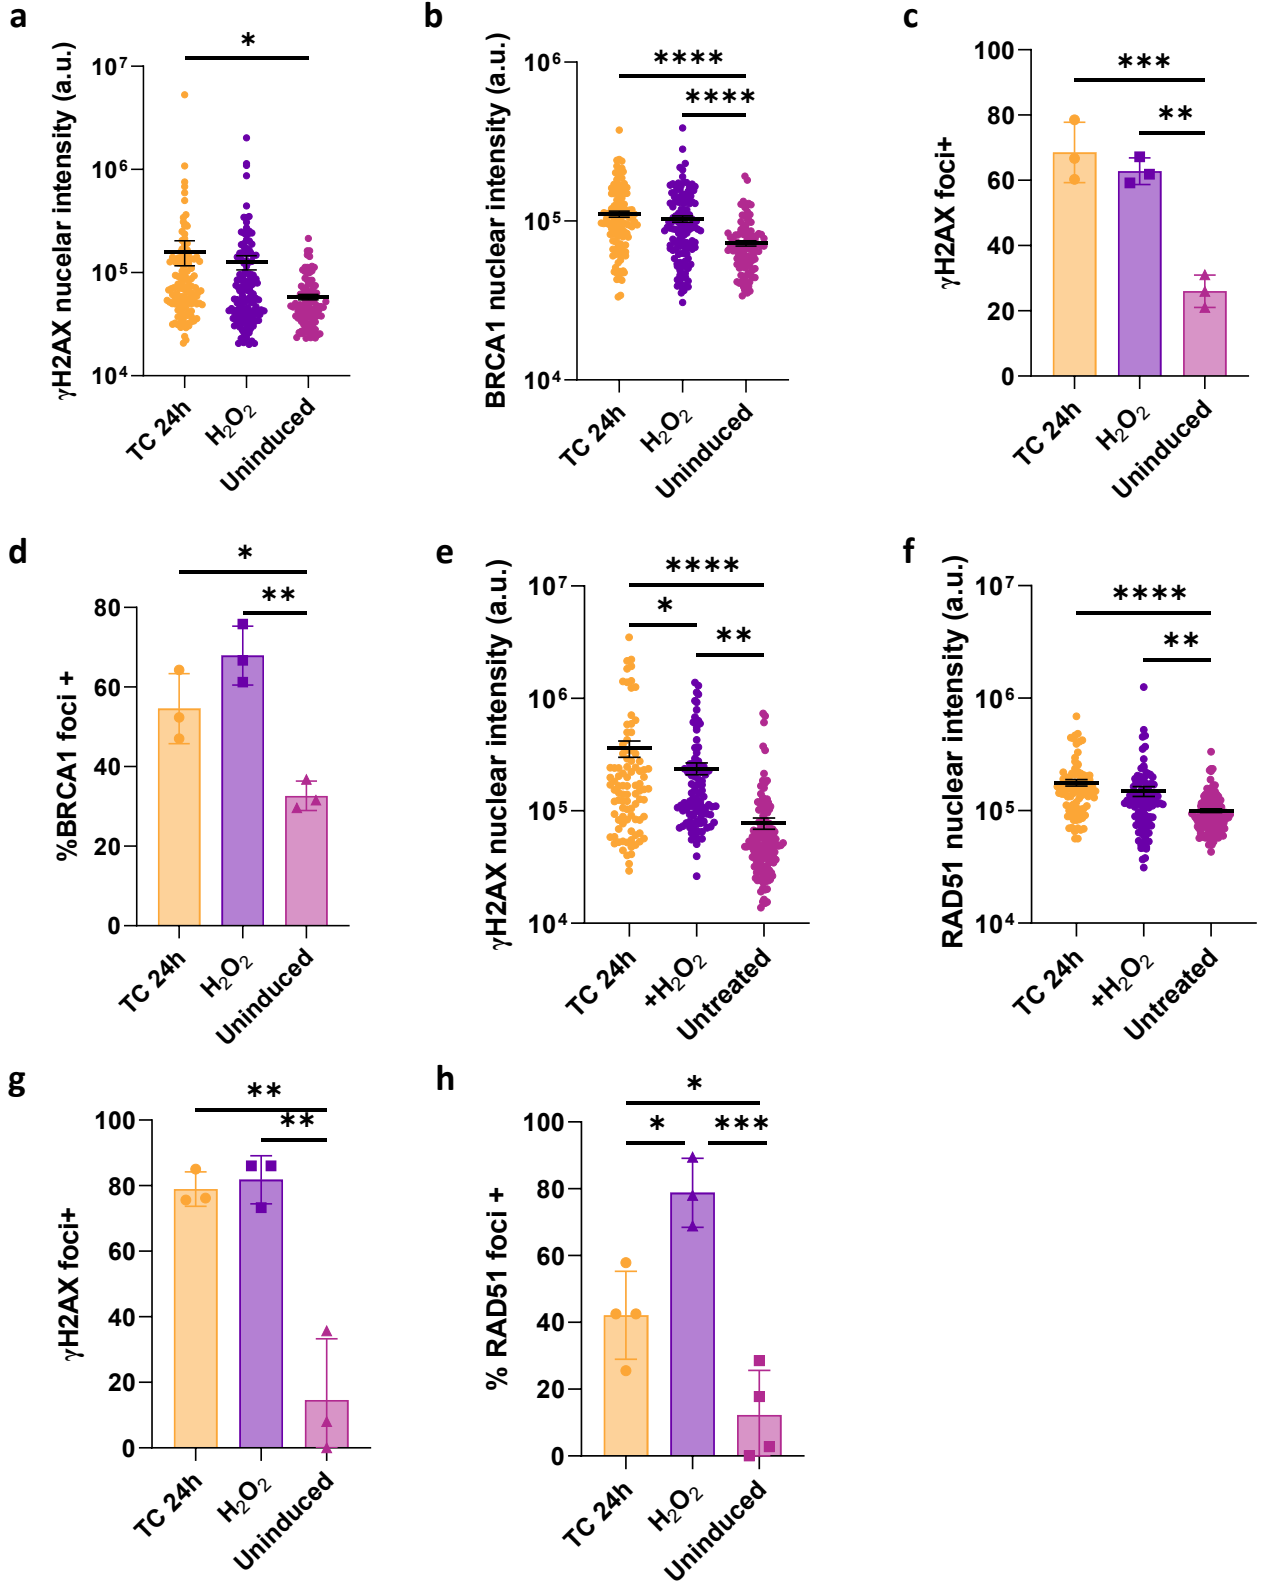 a
γH2AX nucelear intensity (a.u.)
10⁷
10⁶
10⁵
10⁴
*
TC 24h
H₂O₂
Uninduced
b
BRCA1 nuclear intensity (a.u.)
10⁶
10⁵
10⁴
****
****
TC 24h
H₂O₂
Uninduced
c
γH2AX foci+
100
80
60
40
20
0
***
**
TC 24h
H₂O₂
Uninduced
d
%BRCA1 foci +
80
60
40
20
0
*
**
TC 24h
H₂O₂
Uninduced
e
γH2AX nuclear intensity (a.u.)
10⁷
10⁶
10⁵
10⁴
****
*
**
TC 24h
+H₂O₂
Untreated
f
RAD51 nuclear intensity (a.u.)
10⁷
10⁶
10⁵
10⁴
****
**
TC 24h
+H₂O₂
Untreated
g
γH2AX foci+
100
80
60
40
20
0
**
**
TC 24h
H₂O₂
Uninduced
h
% RAD51 foci +
100
80
60
40
20
0
*
*
***
TC 24h
H₂O₂
Uninduced